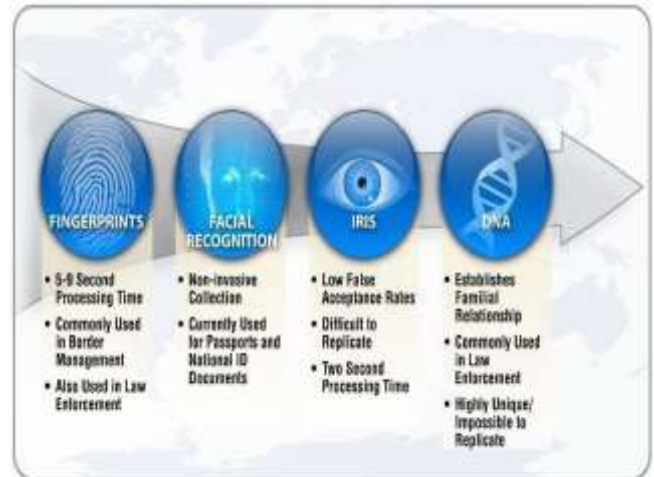 FINGERPRINTS
• 5-9 Second
Processing Time
• Commonly Used
in Border
Management
• Also Used in Law
Enforcement
FACIAL
RECOGNITION
• Non-invasive
Collection
• Currently Used
for Passports and
National ID
Documents
IRIS
• Low False
Acceptance Rates
• Difficult to
Replicate
• Two Second
Processing Time
DNA
• Establishes
Familial
Relationship
• Commonly Used
in Law
Enforcement
• Highly Unique/
Impossible to
Replicate